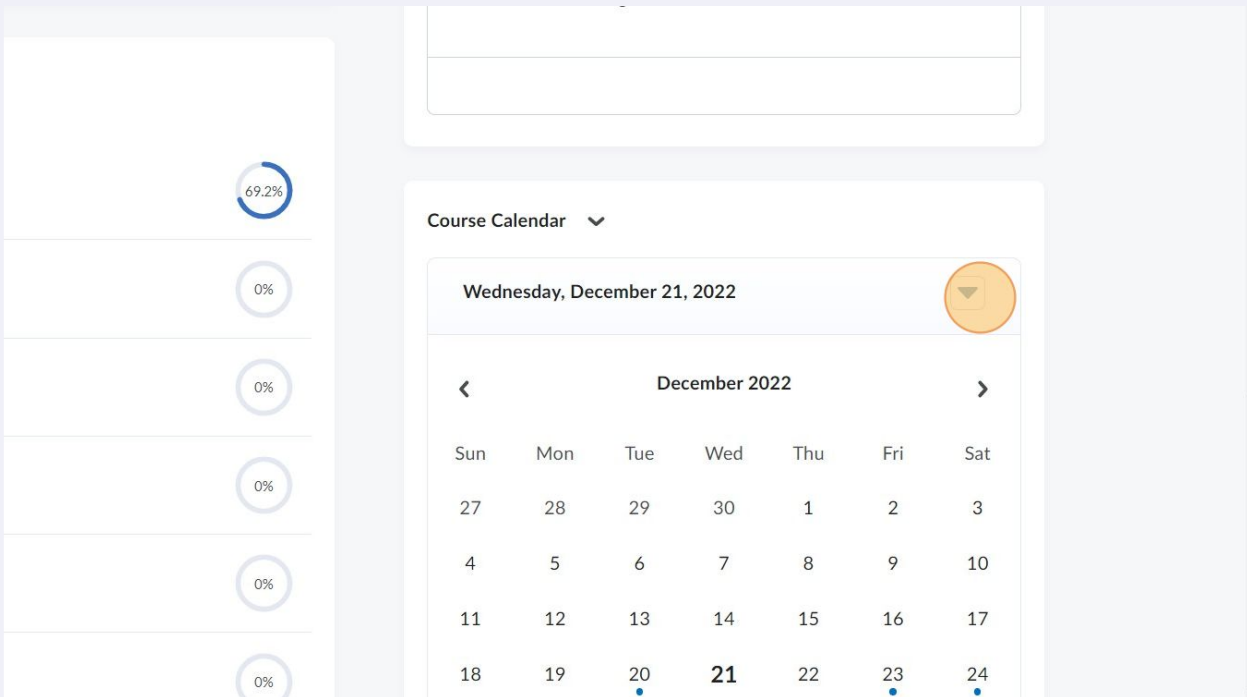 69.2%
0%
0%
0%
0%
0%
Course Calendar
Wednesday, December 21, 2022
December 2022
Sun Mon Tue Wed Thu Fri Sat
27 28 29 30 1 2 3
4 5 6 7 8 9 10
11 12 13 14 15 16 17
18 19 20 21 22 23 24